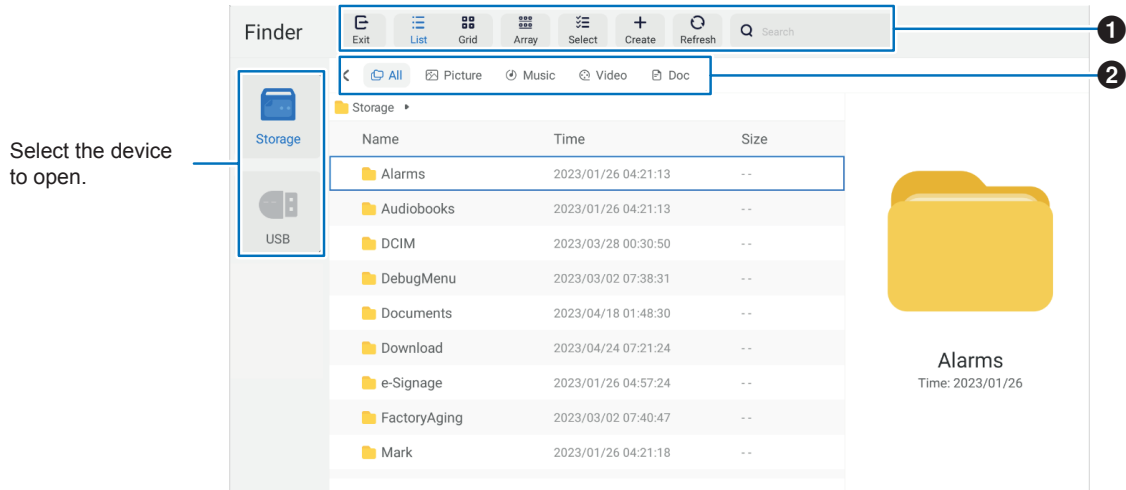 Finder
Exit List Grid Array Select Create Refresh Search
1
All Picture Music Video Doc
2
Storage
Storage
USB
Select the device
to open.
Name Time Size
Alarms 2023/01/26 04:21:13 - -
Audiobooks 2023/01/26 04:21:13 - -
DCIM 2023/03/28 00:30:50 - -
DebugMenu 2023/03/02 07:38:31 - -
Documents 2023/04/18 01:48:30 - -
Download 2023/04/24 07:21:24 - -
e-Signage 2023/01/26 04:57:24 - -
FactoryAging 2023/03/02 07:40:47 - -
Mark 2023/01/26 04:21:18 - -
Alarms
Time: 2023/01/26